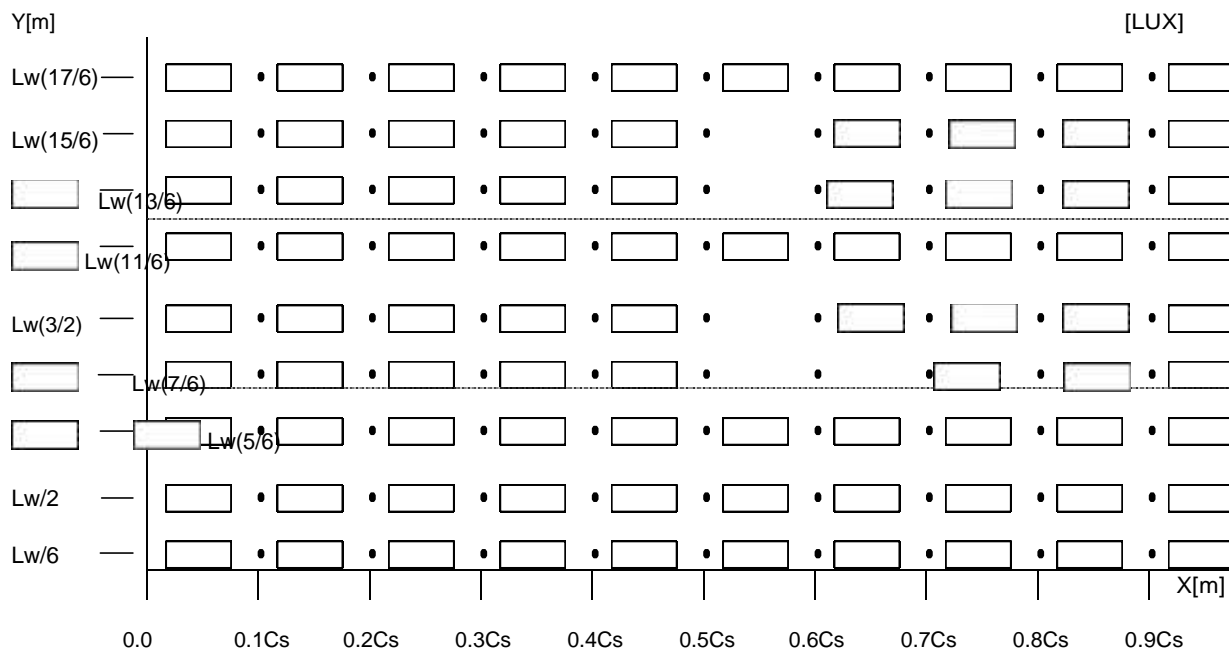 Y[m] [LUX]
Lw(17/6)
Lw(15/6)
Lw(13/6)
Lw(11/6)
Lw(3/2)
Lw(7/6)
Lw(5/6)
Lw/2
Lw/6
X[m]
0.0 0.1Cs 0.2Cs 0.3Cs 0.4Cs 0.5Cs 0.6Cs 0.7Cs 0.8Cs 0.9Cs